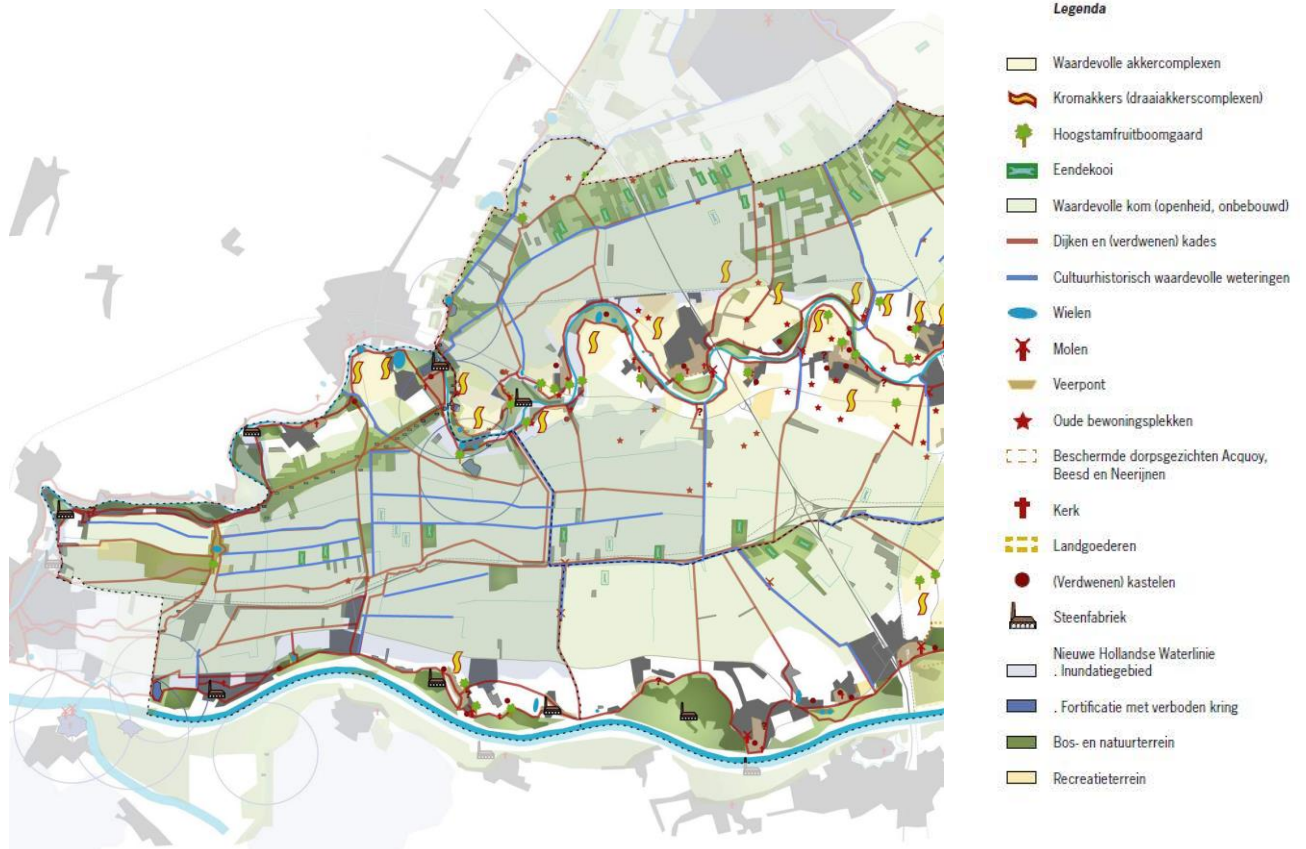 Legenda
Waardevolle akkercomplexen
Kromakkers (draaiakkerscomplexen)
Hoogstamfruitboomgaard
Eendekooi
Waardevolle kom (openheid, onbebouwd)
Dijken en (verdwenen) kades
Cultuurhistorisch waardevolle weteringen
Wielen
Molen
Veerpont
Oude bewoningsplekken
Beschermde dorpsgezichten Acquoy,
Beesd en Neerijnen
Kerk
Landgoederen
(Verdwenen) kastelen
Steenfabriek
Nieuwe Hollandse Waterlinie
. Inundatiegebied
. Fortificatie met verboden kring
Bos- en natuurterrein
Recreatieterrein